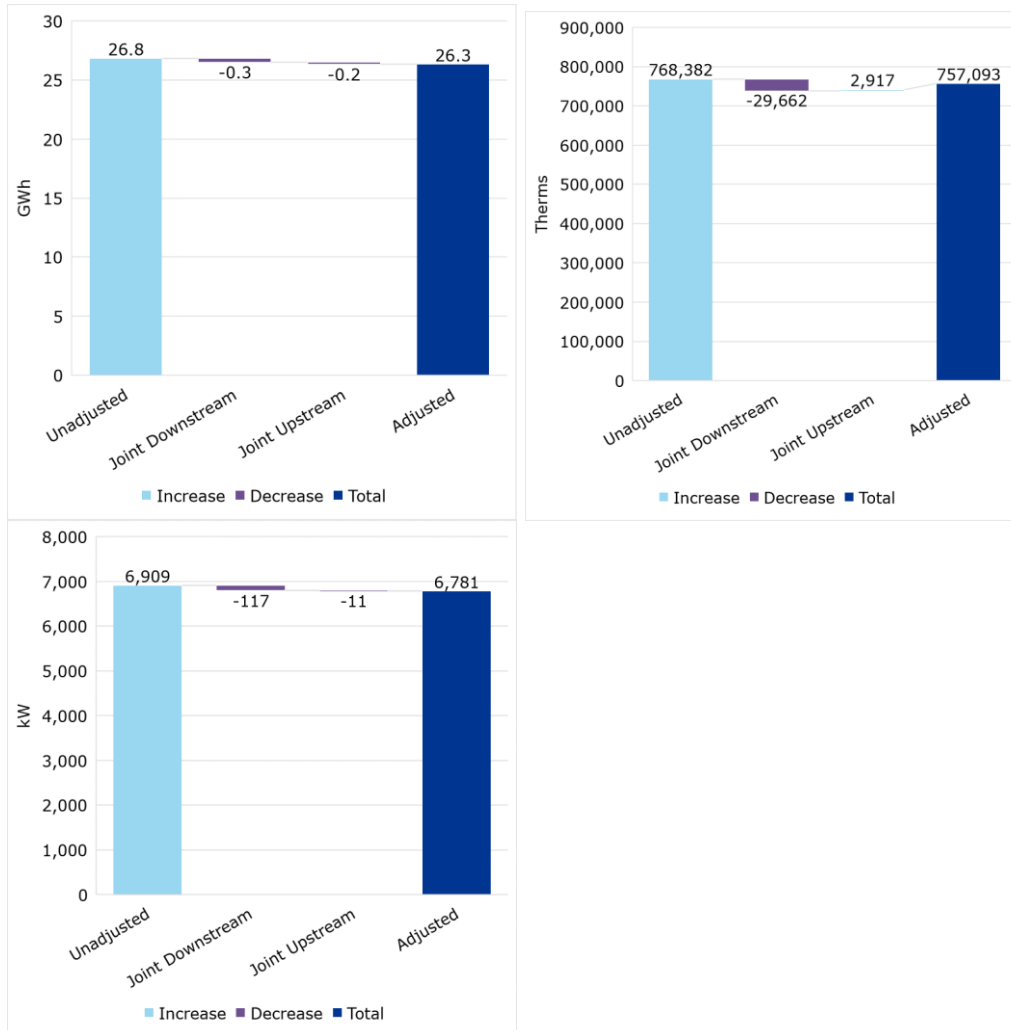 30
25
20
15
10
5
0
GWh
26.8
-0.3
-0.2
26.3
Unadjusted
Joint Downstream
Joint Upstream
Adjusted
Increase Decrease Total
900,000
800,000
700,000
600,000
500,000
400,000
300,000
200,000
100,000
0
Therms
768,382
-29,662
2,917
757,093
Unadjusted
Joint Downstream
Joint Upstream
Adjusted
Increase Decrease Total
8,000
7,000
6,000
5,000
4,000
3,000
2,000
1,000
0
kW
6,909
-117
-11
6,781
Unadjusted
Joint Downstream
Joint Upstream
Adjusted
Increase Decrease Total